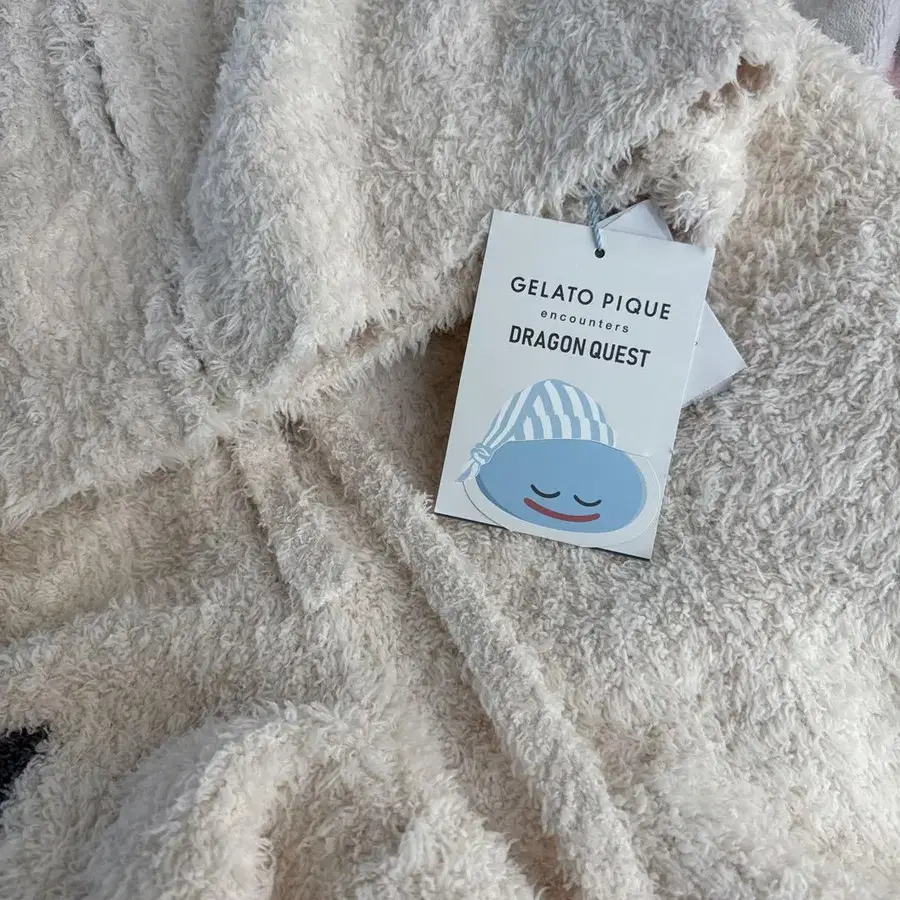 GELATO PIQUE
encounters
DRAGON QUEST